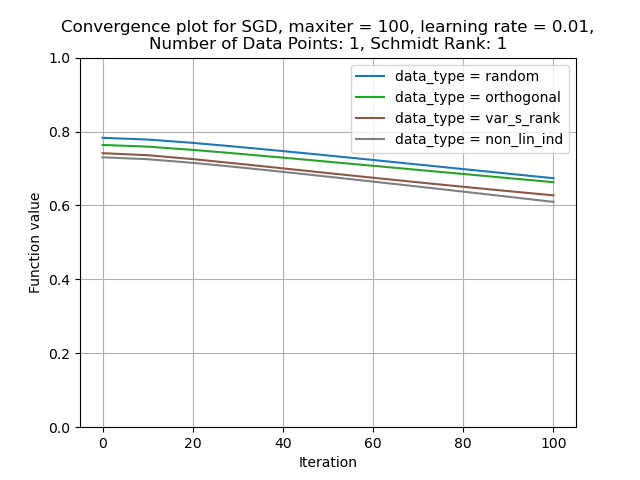 Convergence plot for SGD, maxiter = 100, learning rate = 0.01,
Number of Data Points: 1, Schmidt Rank: 1
1.0
0.8
0.6
0.4
0.2
0.0
Function value
data_type = random
data_type = orthogonal
data_type = var_s_rank
data_type = non_lin_ind
0 20 40 60 80 100
Iteration